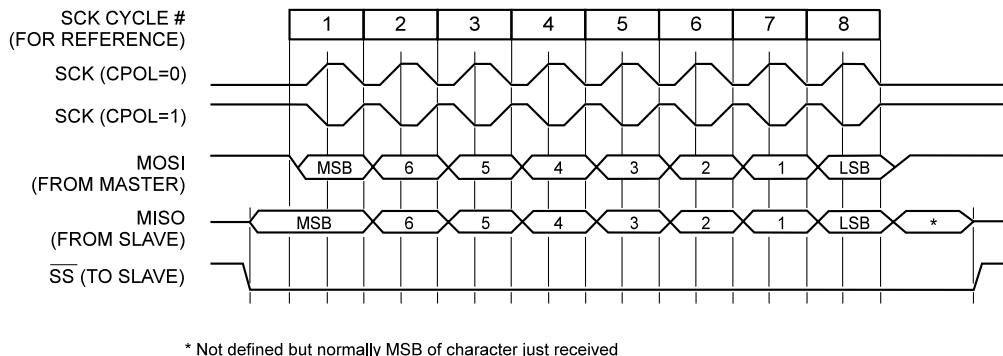 SCK CYCLE #
(FOR REFERENCE)
1 2 3 4 5 6 7 8
SCK (CPOL=0)
SCK (CPOL=1)
MOSI
(FROM MASTER)
MSB 6 5 4 3 2 1 LSB
MISO
(FROM SLAVE)
MSB 6 5 4 3 2 1 LSB *
SS (TO SLAVE)
* Not defined but normally MSB of character just received